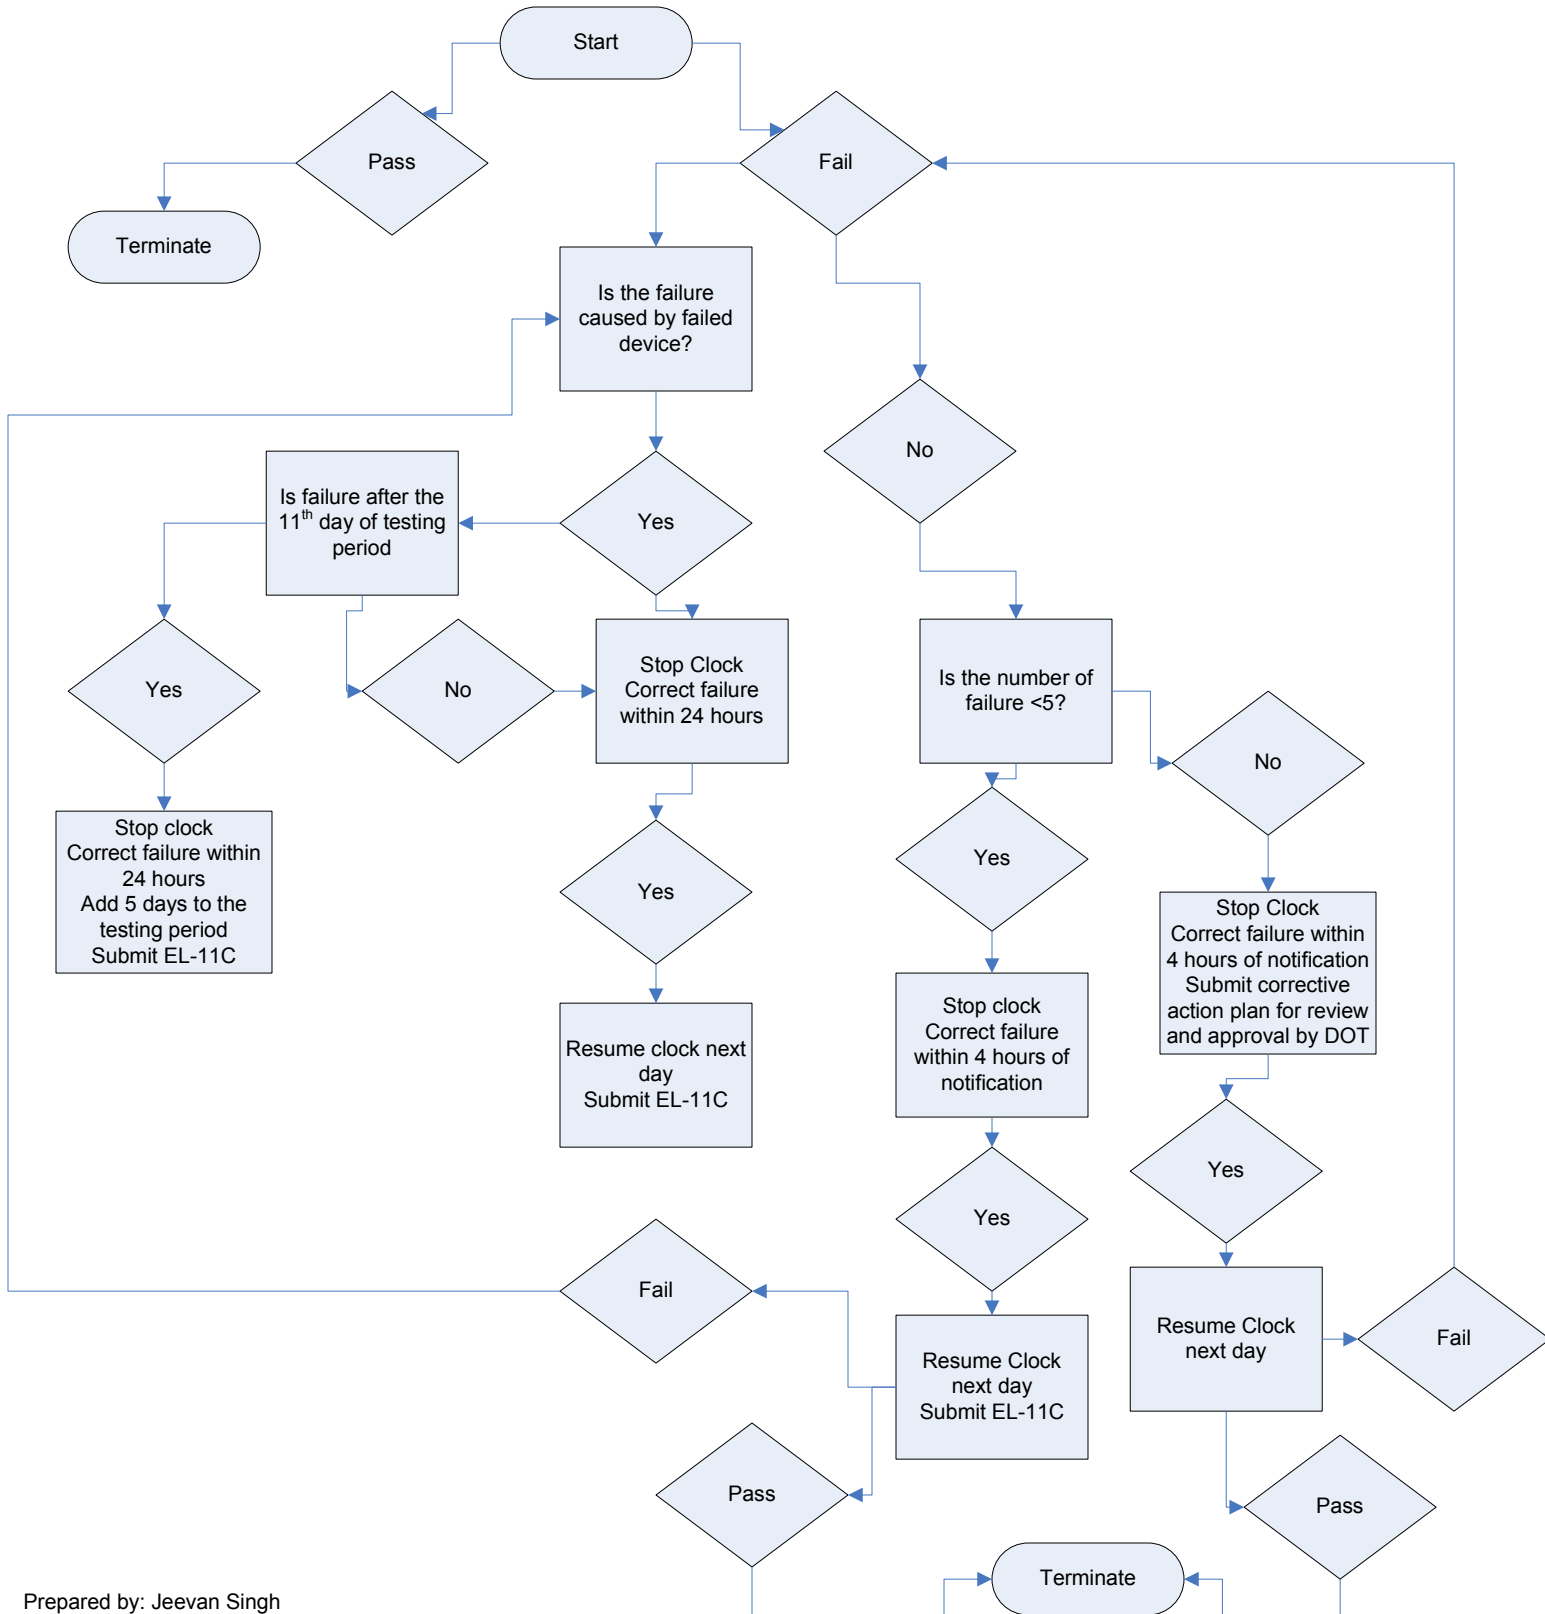 Start
Pass
Fail
Terminate
Is the failure
caused by failed
device?
No
Is failure after the
11th day of testing
period
Yes
Yes
No
Stop Clock
Correct failure
within 24 hours
Is the number of
failure <5?
No
Stop clock
Correct failure within
24 hours
Add 5 days to the
testing period
Submit EL-11C
Yes
Yes
Stop Clock
Correct failure within
4 hours of notification
Submit corrective
action plan for review
and approval by DOT
Resume clock next
day
Submit EL-11C
Stop clock
Correct failure
within 4 hours of
notification
Yes
Yes
Fail
Resume Clock
next day
Submit EL-11C
Resume Clock
next day
Fail
Pass
Pass
Terminate
Prepared by: Jeevan Singh